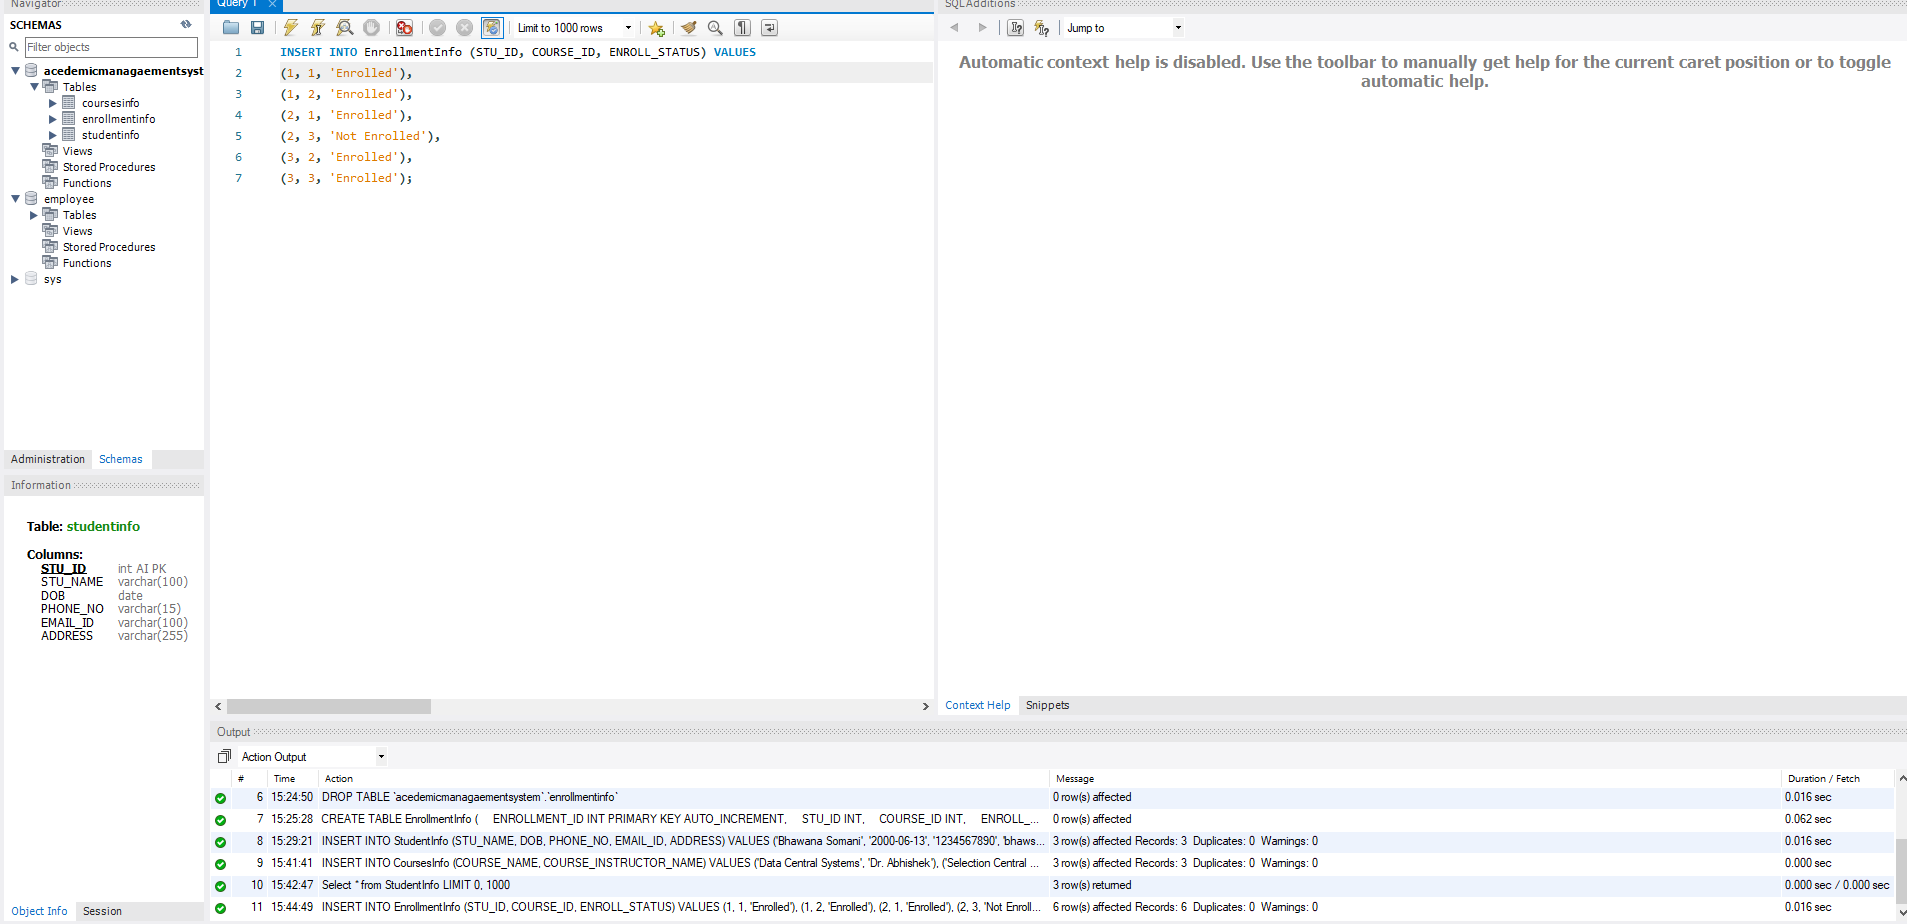 Navigator
SCHEMAS
Filter objects
acedemicmanagaementsyst
Tables
coursesinfo
enrollmentinfo
studentinfo
Views
Stored Procedures
Functions
employee
Tables
Views
Stored Procedures
Functions
sys
Administration Schemas
Information
Table: studentinfo
Columns:
STU_ID int AI PK
STU_NAME varchar(100)
DOB date
PHONE_NO varchar(15)
EMAIL_ID varchar(100)
ADDRESS varchar(255)
Object Info Session
Query 1
Limit to 1000 rows
1 INSERT INTO EnrollmentInfo (STU_ID, COURSE_ID, ENROLL_STATUS) VALUES
2 (1, 1, 'Enrolled'),
3 (1, 2, 'Enrolled'),
4 (2, 1, 'Enrolled'),
5 (2, 3, 'Not Enrolled'),
6 (3, 2, 'Enrolled'),
7 (3, 3, 'Enrolled');
SQLAdditions
Jump to
Automatic context help is disabled. Use the toolbar to manually get help for the current caret position or to toggle
automatic help.
Context Help Snippets
Output
Action Output
# Time Action Message Duration / Fetch
6 15:24:50 DROP TABLE `acedemicmanagaementsystem`.`enrollmentinfo` 0 row(s) affected 0.016 sec
7 15:25:28 CREATE TABLE EnrollmentInfo ( ENROLLMENT_ID INT PRIMARY KEY AUTO_INCREMENT, STU_ID INT, COURSE_ID INT, ENROLL_... 0 row(s) affected 0.062 sec
8 15:29:21 INSERT INTO StudentInfo (STU_NAME, DOB, PHONE_NO, EMAIL_ID, ADDRESS) VALUES ('Bhawana Somani', '2000-06-13', '1234567890', 'bhaws... 3 row(s) affected Records: 3 Duplicates: 0 Warnings: 0 0.016 sec
9 15:41:41 INSERT INTO CoursesInfo (COURSE_NAME, COURSE_INSTRUCTOR_NAME) VALUES ('Data Central Systems', 'Dr. Abhishek'), ('Selection Central ... 3 row(s) affected Records: 3 Duplicates: 0 Warnings: 0 0.000 sec
10 15:42:47 Select * from StudentInfo LIMIT 0, 1000 3 row(s) returned 0.000 sec / 0.000 sec
11 15:44:49 INSERT INTO EnrollmentInfo (STU_ID, COURSE_ID, ENROLL_STATUS) VALUES (1, 1, 'Enrolled'), (1, 2, 'Enrolled'), (2, 1, 'Enrolled'), (2, 3, 'Not Enroll... 6 row(s) affected Records: 6 Duplicates: 0 Warnings: 0 0.016 sec